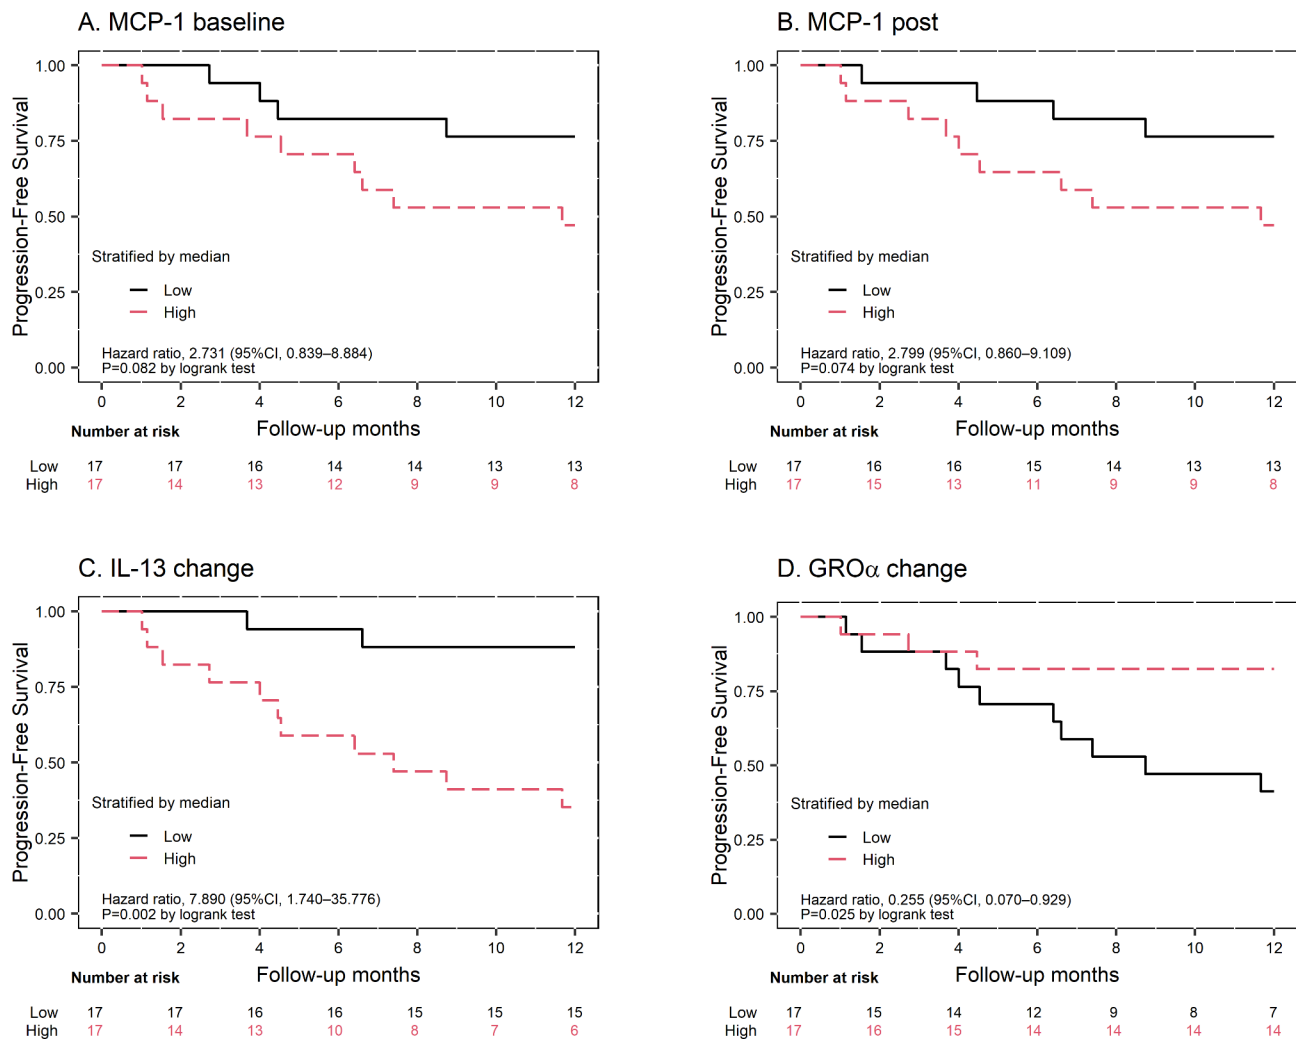 A. MCP-1 baseline
Progression-Free Survival
1.00
0.75
0.50
0.25
0.00
Stratified by median
Low
High
Hazard ratio, 2.731 (95%CI, 0.839–8.884)
P=0.082 by logrank test
0 2 4 6 8 10 12
Number at risk
Follow-up months
Low 17 17 16 14 14 13 13
High 17 14 13 12 9 9 8
B. MCP-1 post
Progression-Free Survival
1.00
0.75
0.50
0.25
0.00
Stratified by median
Low
High
Hazard ratio, 2.799 (95%CI, 0.860–9.109)
P=0.074 by logrank test
0 2 4 6 8 10 12
Number at risk
Follow-up months
Low 17 16 16 15 14 13 13
High 17 15 13 11 9 9 8
C. IL-13 change
Progression-Free Survival
1.00
0.75
0.50
0.25
0.00
Stratified by median
Low
High
Hazard ratio, 7.890 (95%CI, 1.740–35.776)
P=0.002 by logrank test
0 2 4 6 8 10 12
Number at risk
Follow-up months
Low 17 17 16 16 15 15 15
High 17 14 13 10 8 7 6
D. GROα change
Progression-Free Survival
1.00
0.75
0.50
0.25
0.00
Stratified by median
Low
High
Hazard ratio, 0.255 (95%CI, 0.070–0.929)
P=0.025 by logrank test
0 2 4 6 8 10 12
Number at risk
Follow-up months
Low 17 15 14 12 9 8 7
High 17 16 15 14 14 14 14